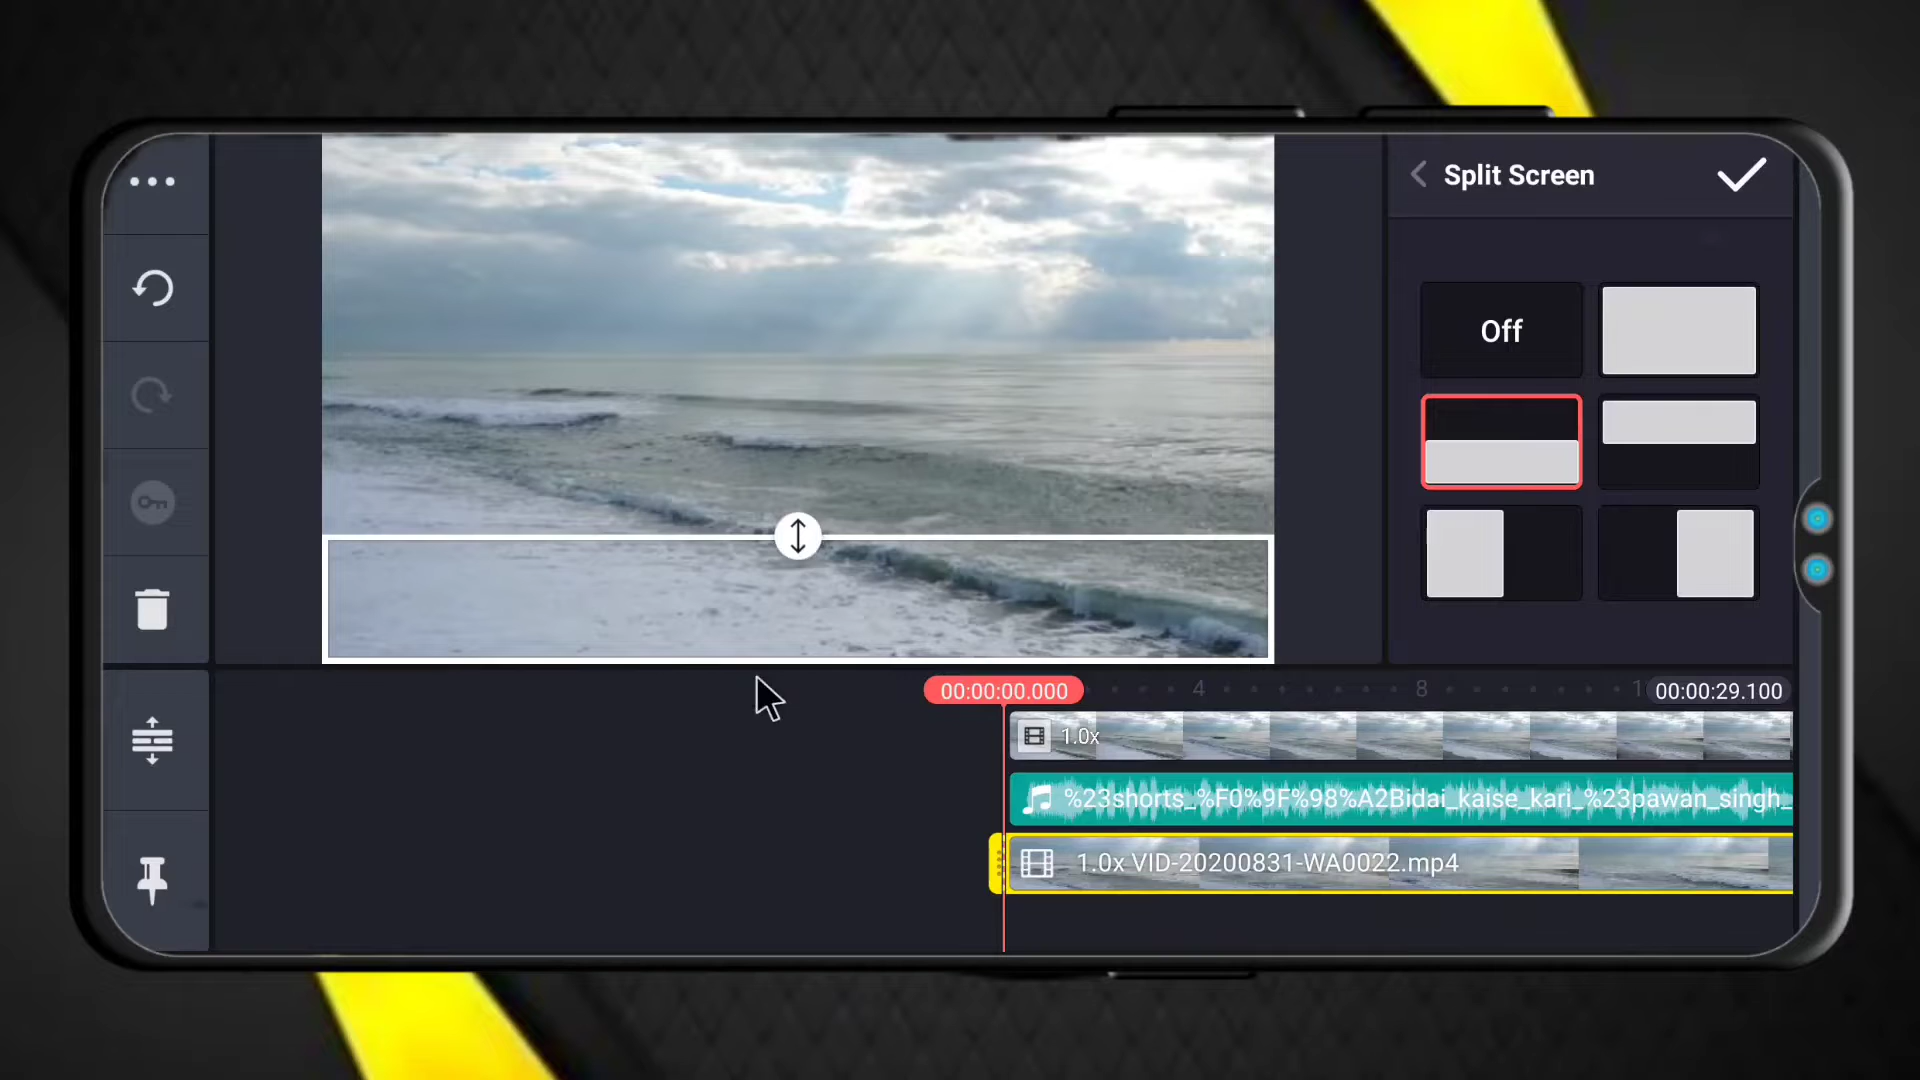 Split Screen
Off
00:00:00.000
4
8
1
00:00:29.100
1.0x
%23shorts_%F0%9F%98%A2Bidai_kaise_kari_%23pawan_singh_
1.0x VID-20200831-WA0022.mp4